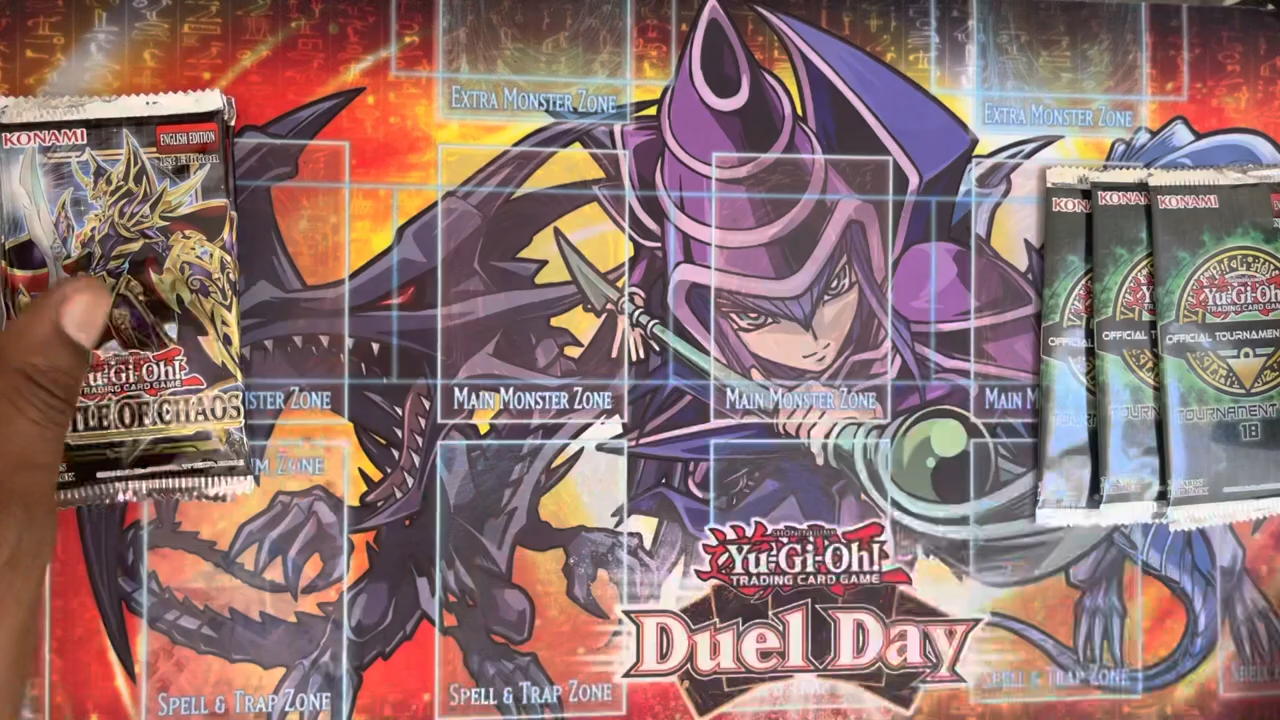 EXTRA MONSTER ZONE
EXTRA MONSTER ZONE
KONAMI
ENGLISH EDITION
1st Edition
Yu-Gi-Oh!
TRADING CARD GAME
OF CHAOS
KONAMI
KONAMI
OFFICIAL
Yu-Gi-Oh!
TRADING CARD GAME
OFFICIAL TOURNAMEN
TOURNAMENT
18
MAIN MONSTER ZONE
MAIN MONSTER ZONE
MAIN M
STER ZONE
M ZONE
SHONEN JUMP
Yu-Gi-Oh!
TRADING CARD GAME
Duel Day
SPELL & TRAP ZONE
SPELL & TRAP ZONE
SPELL & TRAP ZONE